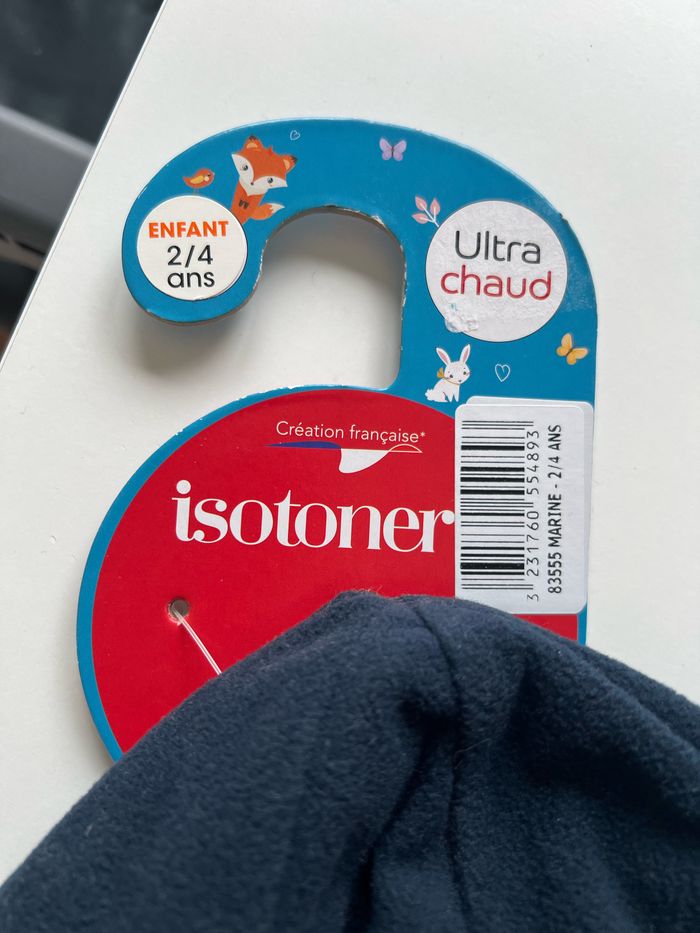 ENFANT
2/4
ans
Ultra
chaud
Création française*
isotoner
3 231760 554893
83555 MARINE - 2/4 ANS